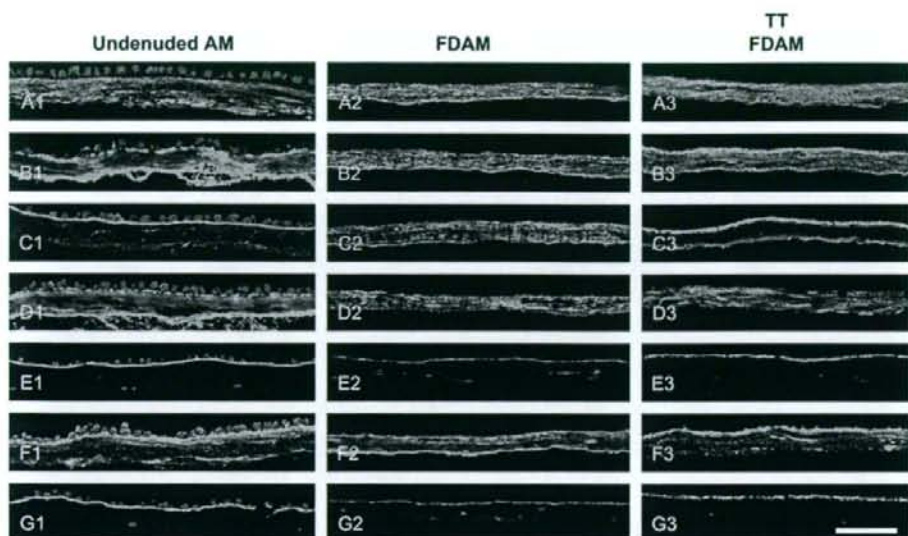 TT
Undenuded AM FDAM FDAM
A1 A2 A3
B1 B2 B3
C1 C2 C3
D1 D2 D3
E1 E2 E3
F1 F2 F3
G1 G2 G3